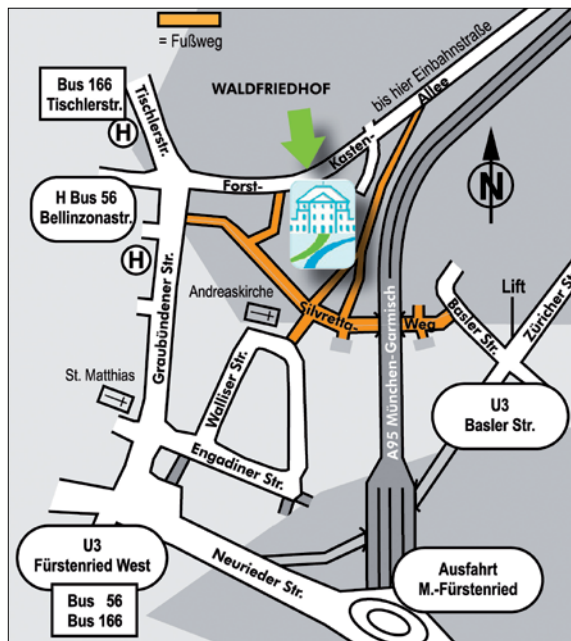 = Fußweg
Bus 166
Tischlerstr.
Tischlerstr.
WALDFRIEDHOF
bis hier Einbahnstraße
Forst-
Kasten-
Allee
H
H Bus 56
Bellinzonastr.
H
N
Graubündener Str.
Andreaskirche
Silvretta-
Weg
Basler Str.
Lift
Züricher Str.
St. Matthias
Walliser Str.
A95 München-Garmisch
U3
Basler Str.
Engadiner Str.
U3
Fürstenried West
Neurieder Str.
Ausfahrt
M.-Fürstenried
Bus 56
Bus 166